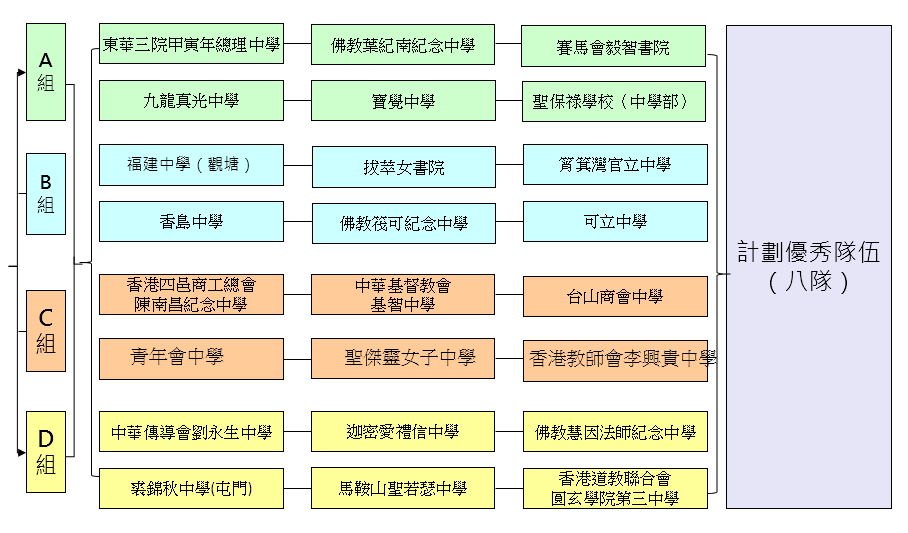 A
組
東華三院甲寅年總理中學
佛教葉紀南紀念中學
賽馬會毅智書院
九龍真光中學
寶覺中學
聖保祿學校（中學部）
B
組
福建中學（觀塘）
拔萃女書院
筲箕灣官立中學
香島中學
佛教筏可紀念中學
可立中學
C
組
香港四邑商工總會
陳南昌紀念中學
中華基督教會
基智中學
台山商會中學
青年會中學
聖傑靈女子中學
香港教師會李興貴中學
D
組
中華傳道會劉永生中學
迦密愛禮信中學
佛教慧因法師紀念中學
裘錦秋中學(屯門)
馬鞍山聖若瑟中學
香港道教聯合會
圓玄學院第三中學
計劃優秀隊伍
（八隊）